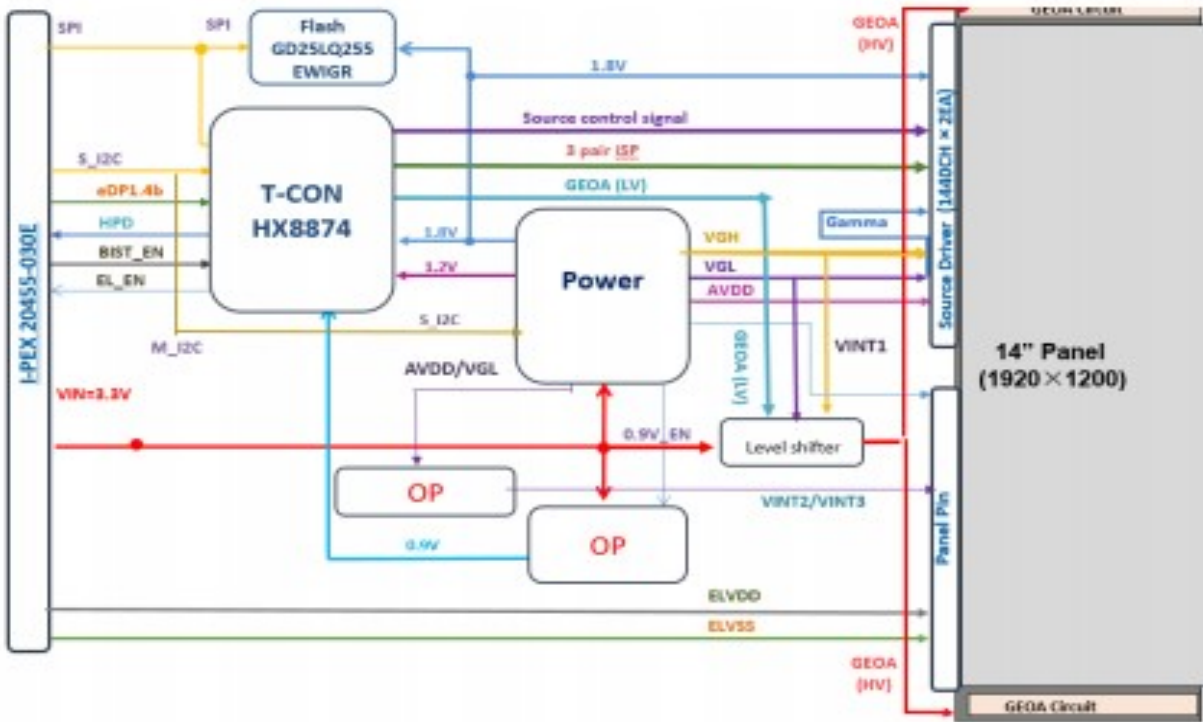 GEOA Circuit
GEOA
(HV)
SPI
SPI
Flash
GD25LQ255
EWIGR
1.8V
Source control signal
3 pair ISP
S_I2C
eDP1.4b
HPD
BIST_EN
EL_EN
T-CON
HX8874
GEOA (LV)
1.8V
1.2V
Power
Gamma
VGH
VGL
AVDD
Source Driver (1440CH × 2EA)
I-PEX 20455-030E
S_I2C
M_I2C
VINT1
GEOA (LV)
14” Panel
(1920×1200)
AVDD/VGL
VIN=3.3V
0.9V_EN
Level shifter
OP
VINT2/VINT3
OP
0.9V
Panel Pin
ELVDD
ELVSS
GEOA
(HV)
GEOA Circuit